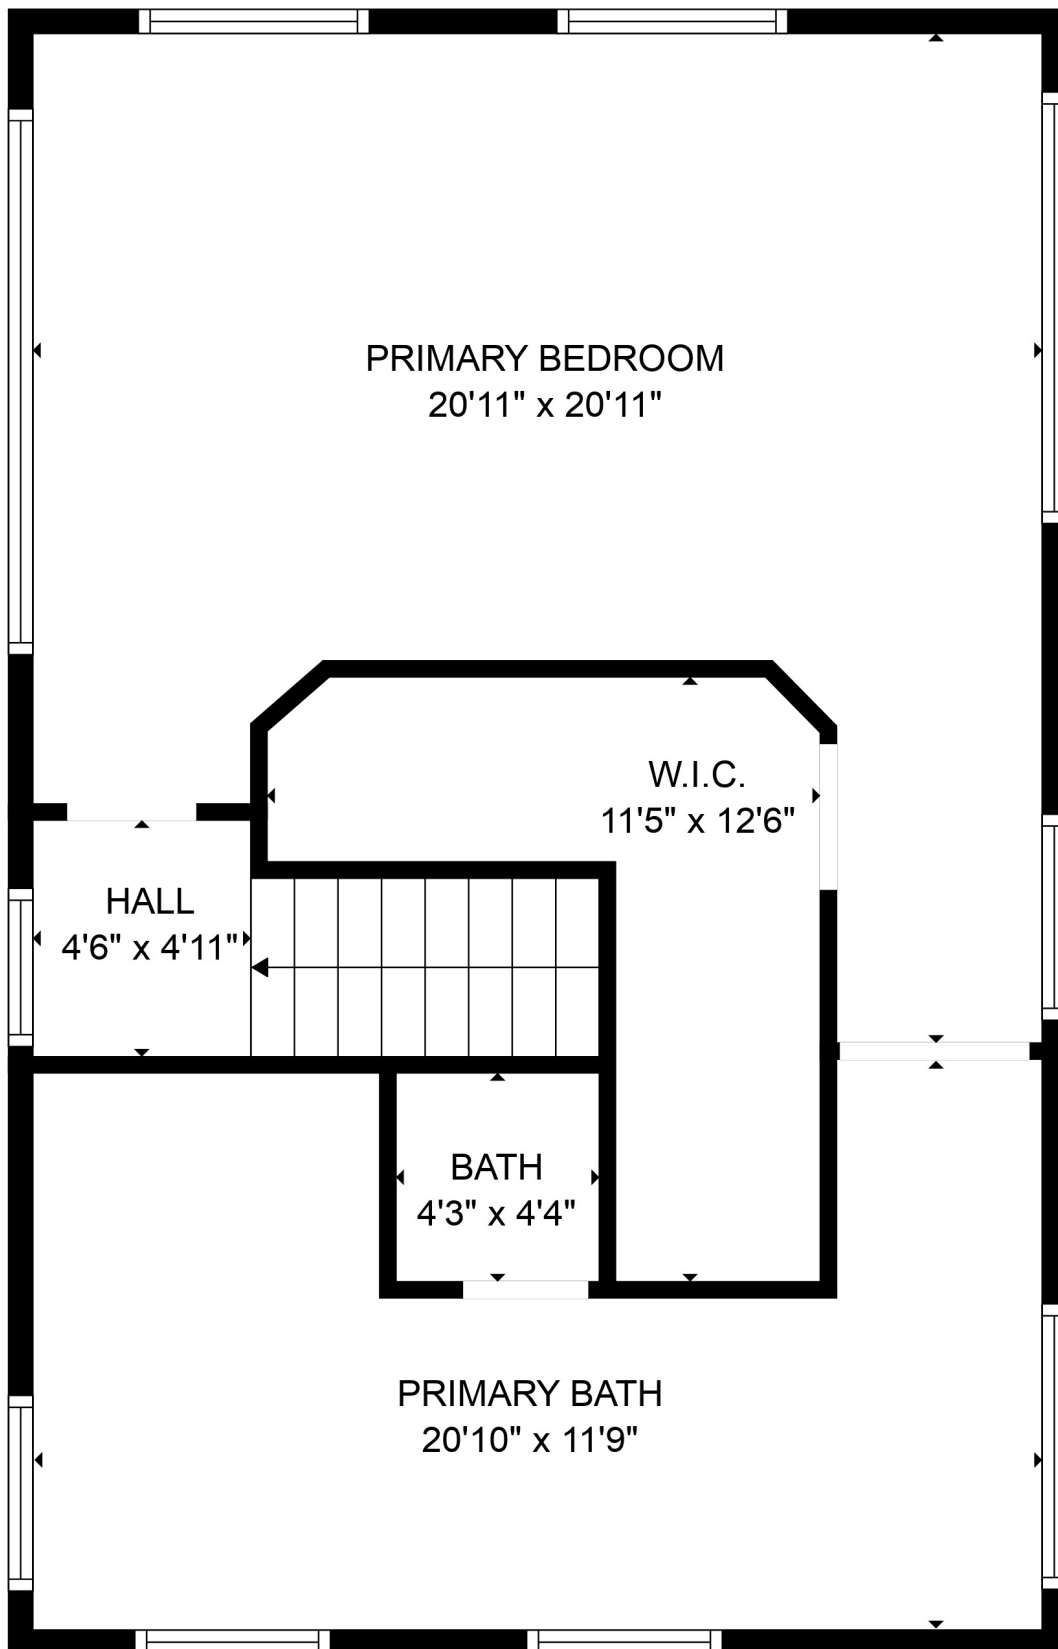 PRIMARY BEDROOM
20'11" x 20'11"
W.I.C.
11'5" x 12'6"
HALL
4'6" x 4'11"
BATH
4'3" x 4'4"
PRIMARY BATH
20'10" x 11'9"